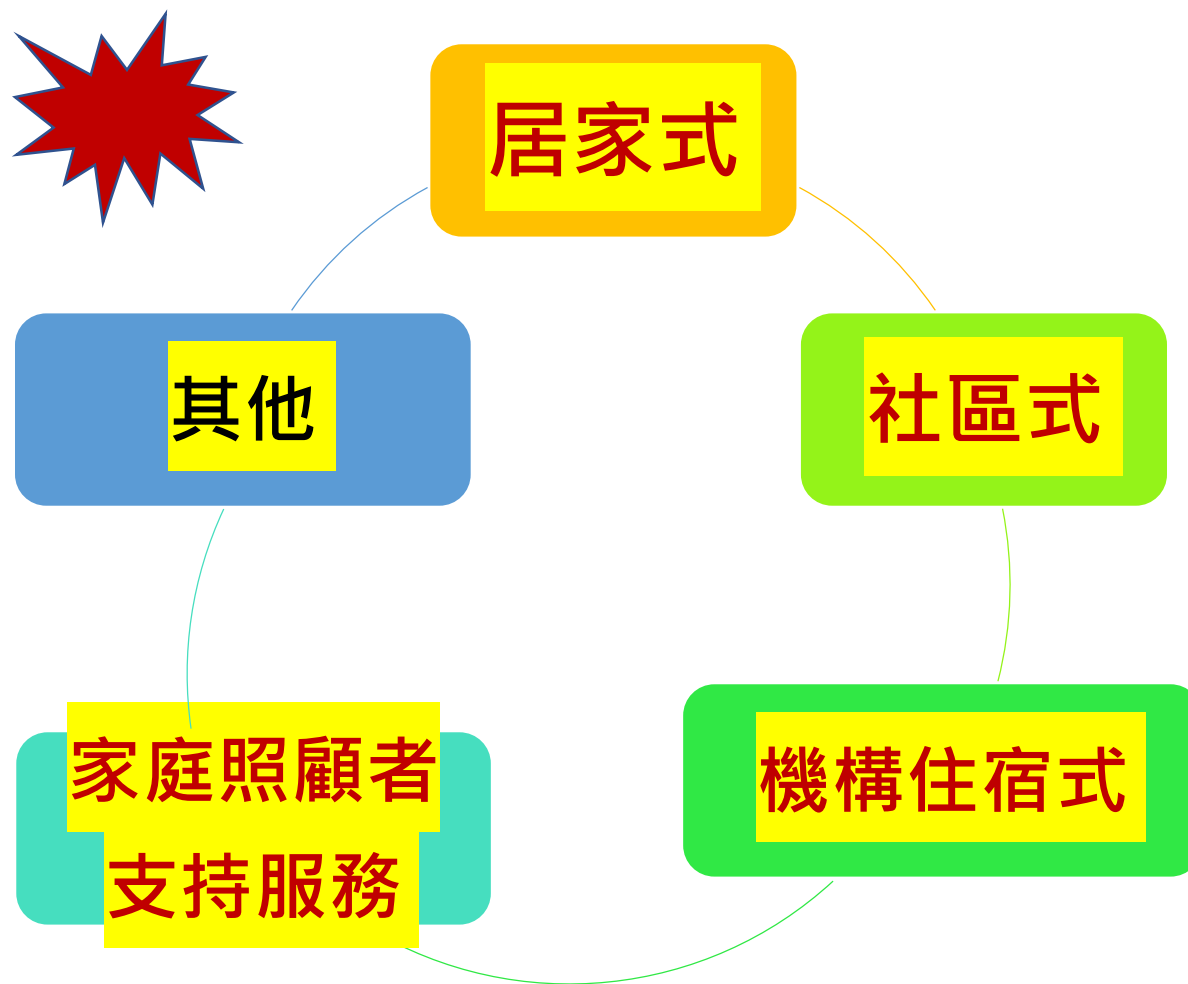 居家式
社區式
機構住宿式
家庭照顧者
支持服務
其他